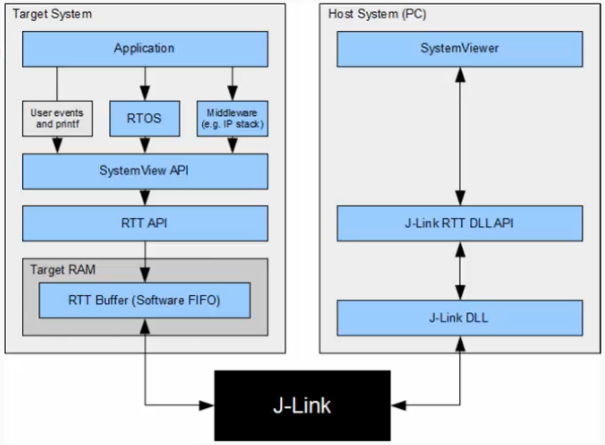 Target System
Application
User events
and printf
RTOS
Middleware
(e.g. IP stack)
SystemView API
RTT API
Target RAM
RTT Buffer (Software FIFO)
Host System (PC)
SystemViewer
J-Link RTT DLL API
J-Link DLL
J-Link